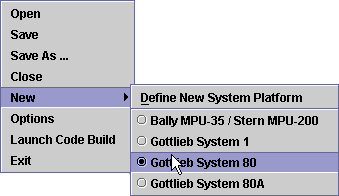 Open
Save
Save As ...
Close
New
Options
Launch Code Build
Exit
Define New System Platform
Bally MPU-35 / Stern MPU-200
Gottlieb System 1
Gottlieb System 80
Gottlieb System 80A